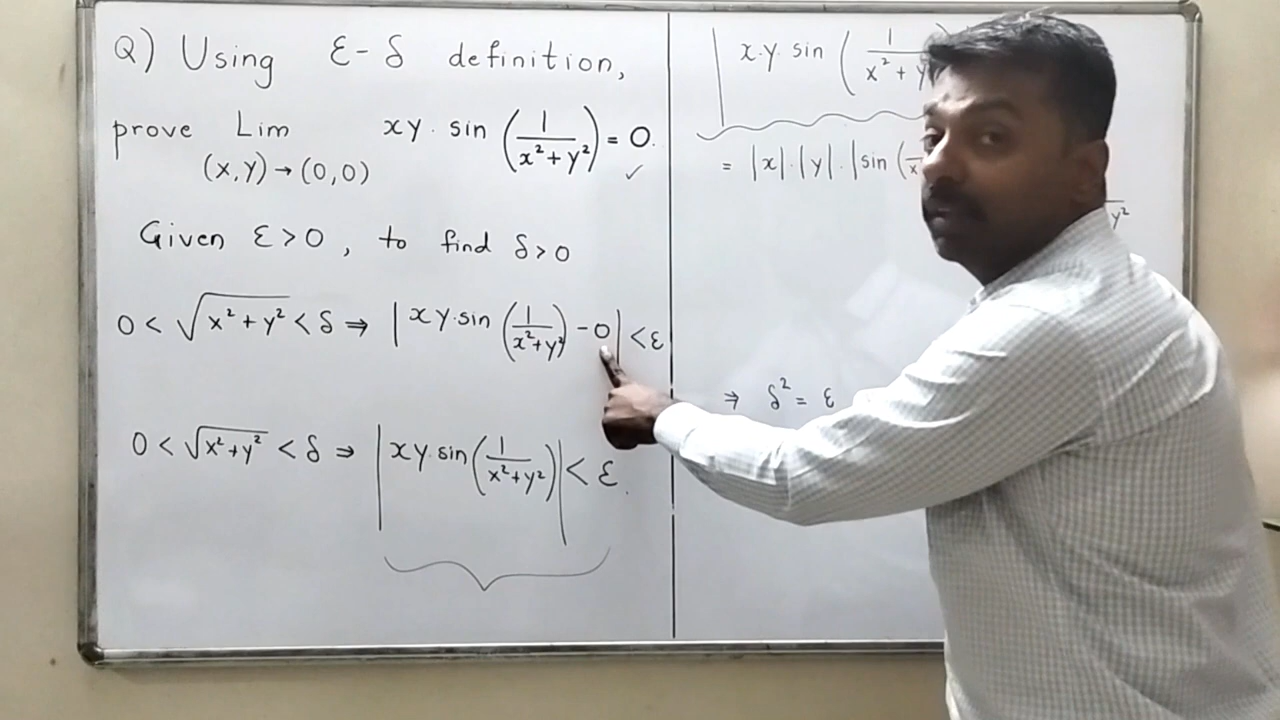 Q) Using ε-δ definition,
prove Lim (x,y)→(0,0) xy·sin(1/(x²+y²)) = 0. ✓
Given ε>0, to find δ>0
0 < √(x²+y²) < δ ⇒ |xy·sin(1/(x²+y²)) - 0| < ε
0 < √(x²+y²) < δ ⇒ |xy·sin(1/(x²+y²))| < ε.
|x·y·sin(1/(x²+y
= |x|·|y|·|sin(
y²
⇒ δ² = ε